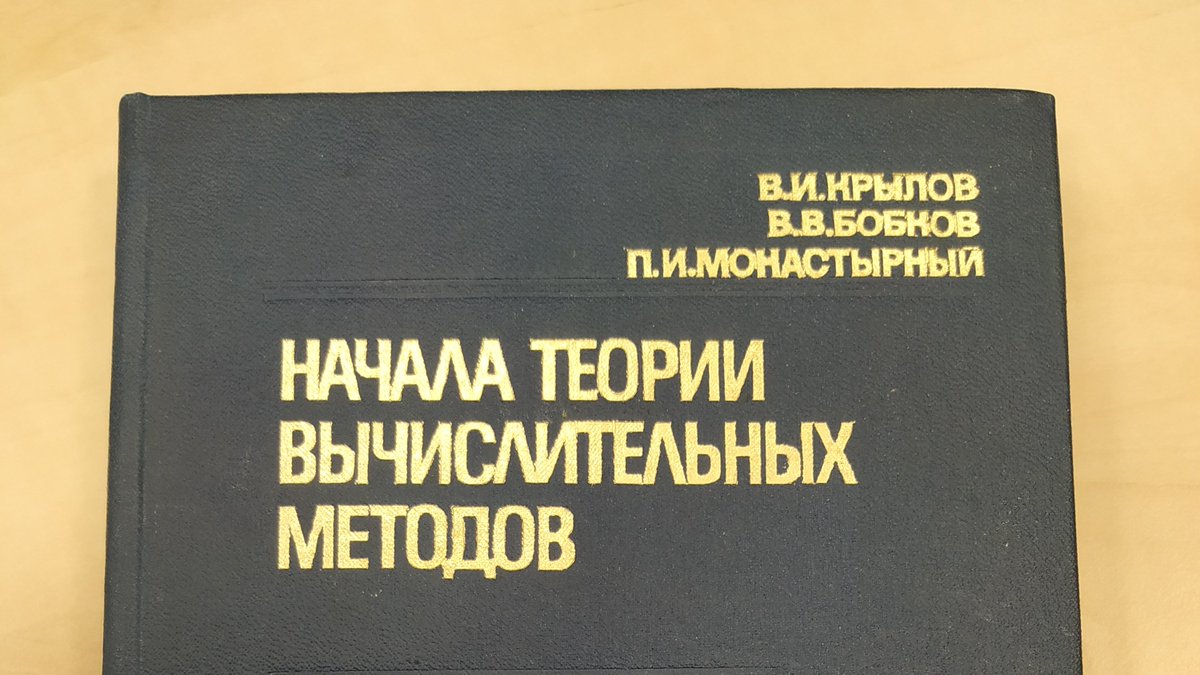 В.И.КРЫЛОВ
В.В.БОБКОВ
П.И.МОНАСТЫРНЫЙ
НАЧАЛА ТЕОРИИ
ВЫЧИСЛИТЕЛЬНЫХ
МЕТОДОВ